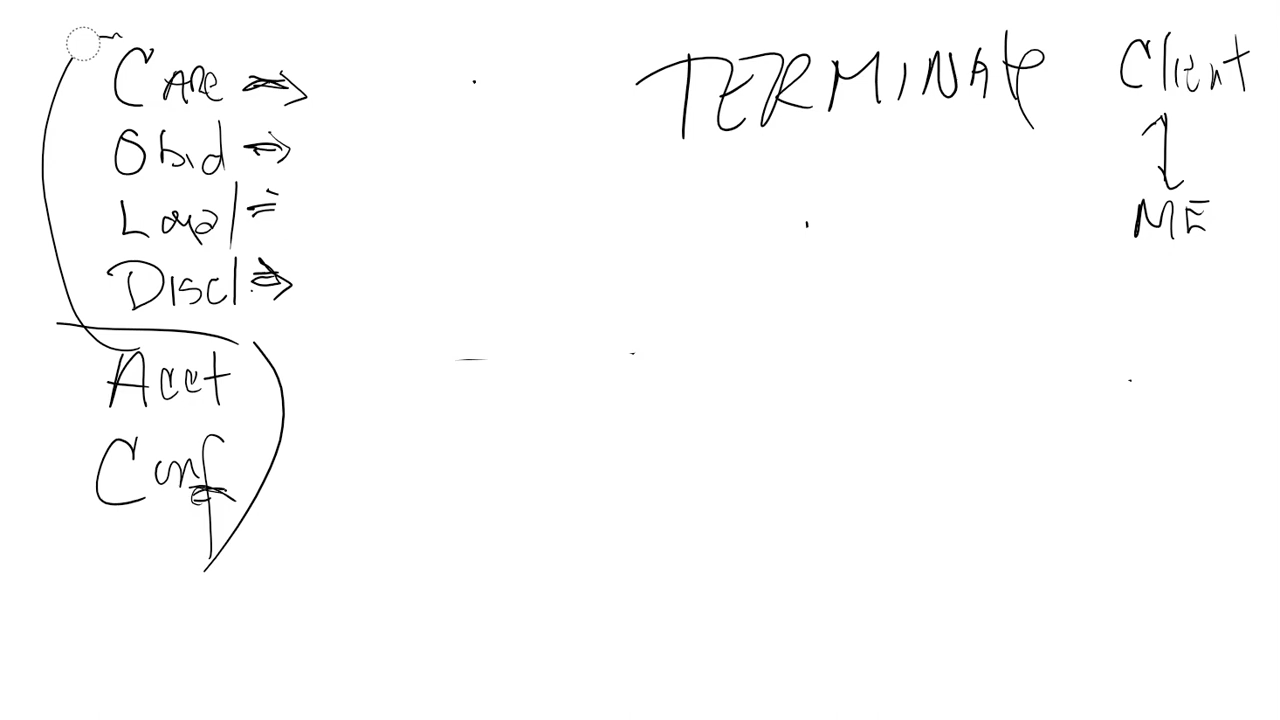 CARE
Obid
Loyal
Discl
Acct
Conf
TERMINATE
Client
ME